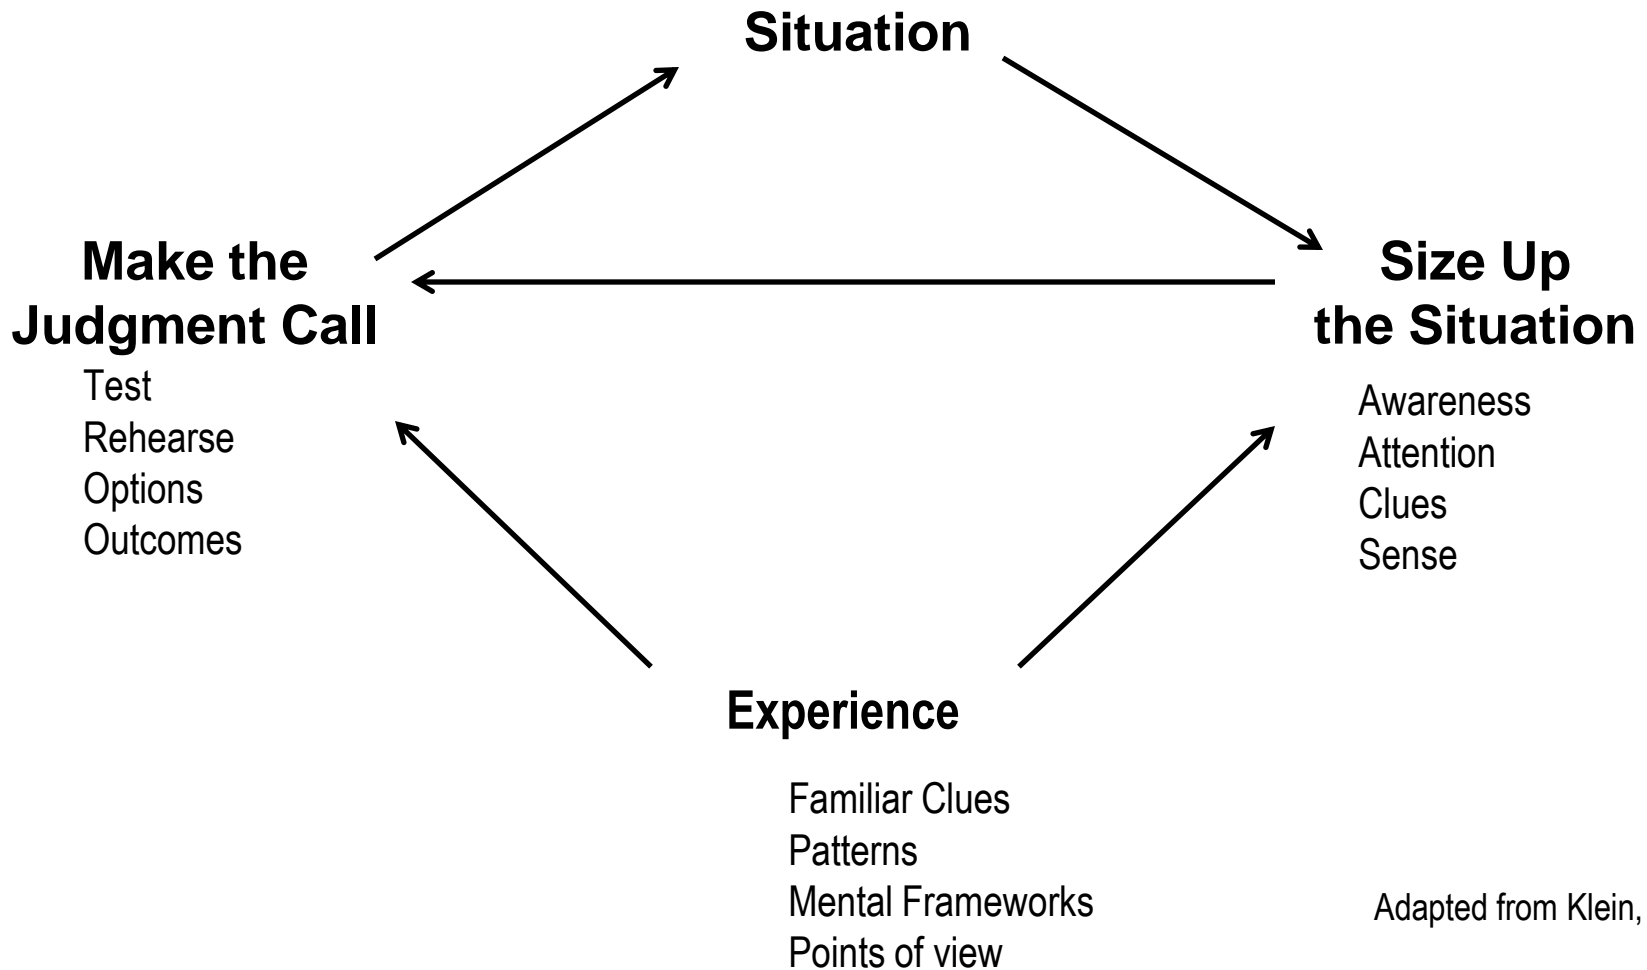 Situation
Make the
Judgment Call
Test
Rehearse
Options
Outcomes
Size Up
the Situation
Awareness
Attention
Clues
Sense
Experience
Familiar Clues
Patterns
Mental Frameworks
Points of view
Adapted from Klein,